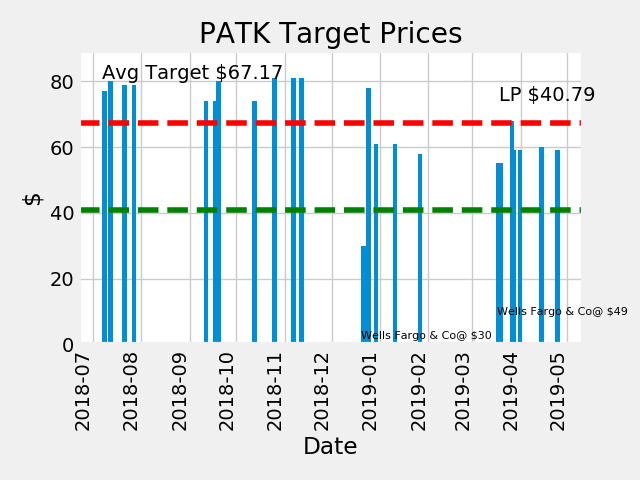 PATK Target Prices
Avg Target $67.17
LP $40.79
$
80
60
40
20
0
Wells Fargo & Co@ $49
Wells Fargo & Co@ $30
2018-07
2018-08
2018-09
2018-10
2018-11
2018-12
2019-01
2019-02
2019-03
2019-04
2019-05
Date